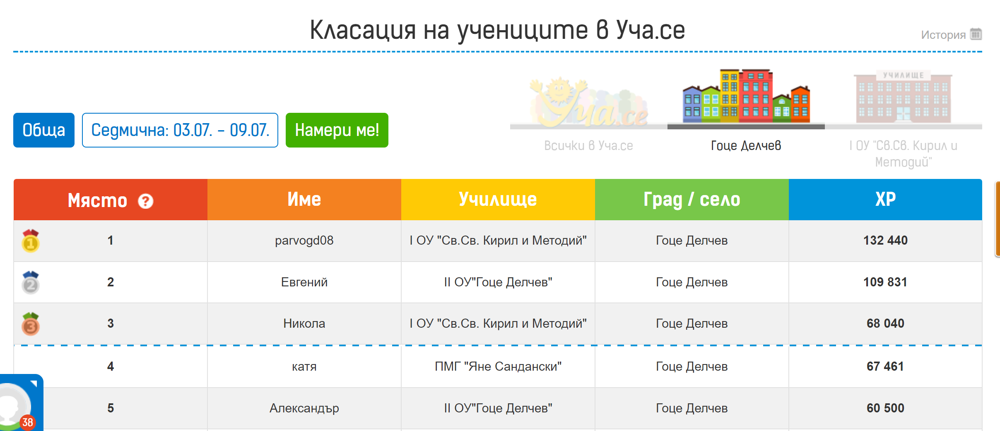 Класация на учениците в Уча.се
История
Обща
Седмична: 03.07. - 09.07.
Намери ме!
Уча.се
УЧИЛИЩЕ
Всички в Уча.се
Гоце Делчев
I ОУ "Св.Св. Кирил и
Методий"
Място ?
Име
Училище
Град / село
XP
1 1 parvogd08 I ОУ "Св.Св. Кирил и Методий" Гоце Делчев 132 440
2 2 Евгений II ОУ"Гоце Делчев" Гоце Делчев 109 831
3 3 Никола I ОУ "Св.Св. Кирил и Методий" Гоце Делчев 68 040
4 катя ПМГ "Яне Сандански" Гоце Делчев 67 461
5 Александър II ОУ"Гоце Делчев" Гоце Делчев 60 500
38